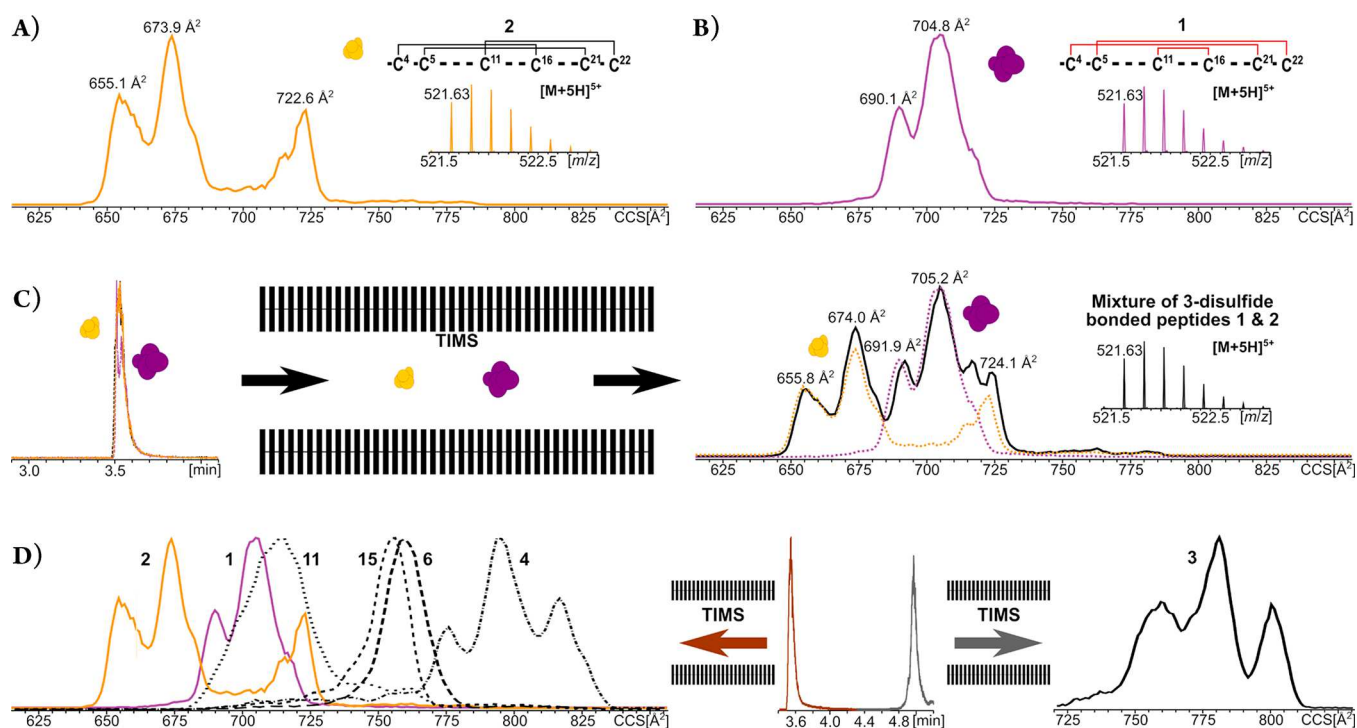 A)
673.9 Å²
655.1 Å²
722.6 Å²
2
-C⁴--C⁵-----C¹¹----C¹⁶----C²¹-C²²
[M+5H]⁵⁺
521.63
521.5 522.5 [m/z]
625 650 675 700 725 750 775 800 825 CCS[Å²]
B)
704.8 Å²
690.1 Å²
1
-C⁴--C⁵-----C¹¹----C¹⁶----C²¹-C²²
[M+5H]⁵⁺
521.63
521.5 522.5 [m/z]
625 650 675 700 725 750 775 800 825 CCS[Å²]
C)
3.0 3.5 [min]
TIMS
705.2 Å²
674.0 Å²
691.9 Å²
724.1 Å²
655.8 Å²
Mixture of 3-disulfide
bonded peptides 1 & 2
[M+5H]⁵⁺
521.63
521.5 522.5 [m/z]
625 650 675 700 725 750 775 800 825 CCS[Å²]
D)
2 1 11 15 6 4
625 650 675 700 725 750 775 800 825 CCS[Å²]
TIMS
3.6 4.0 4.4 4.8 [min]
TIMS
3
725 750 775 800 825 CCS[Å²]